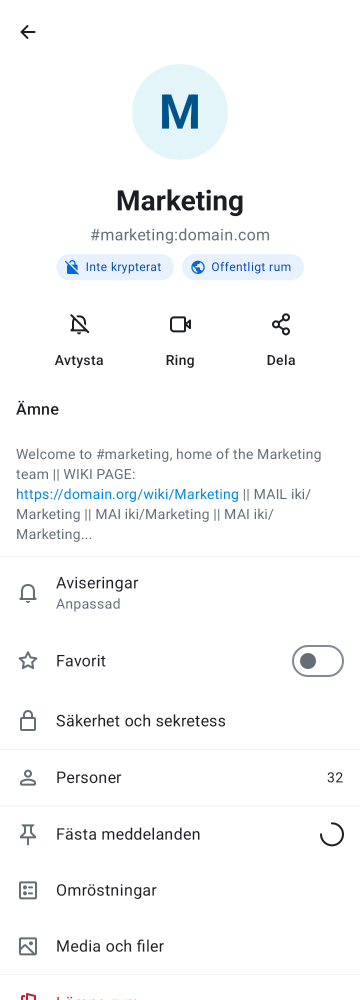 M
Marketing
#marketing:domain.com
Inte krypterat
Offentligt rum
Avtysta
Ring
Dela
Ämne
Welcome to #marketing, home of the Marketing
team || WIKI PAGE:
https://domain.org/wiki/Marketing || MAIL iki/
Marketing || MAI iki/Marketing || MAI iki/
Marketing...
Aviseringar
Anpassad
Favorit
Säkerhet och sekretess
Personer 32
Fästa meddelanden
Omröstningar
Media och filer